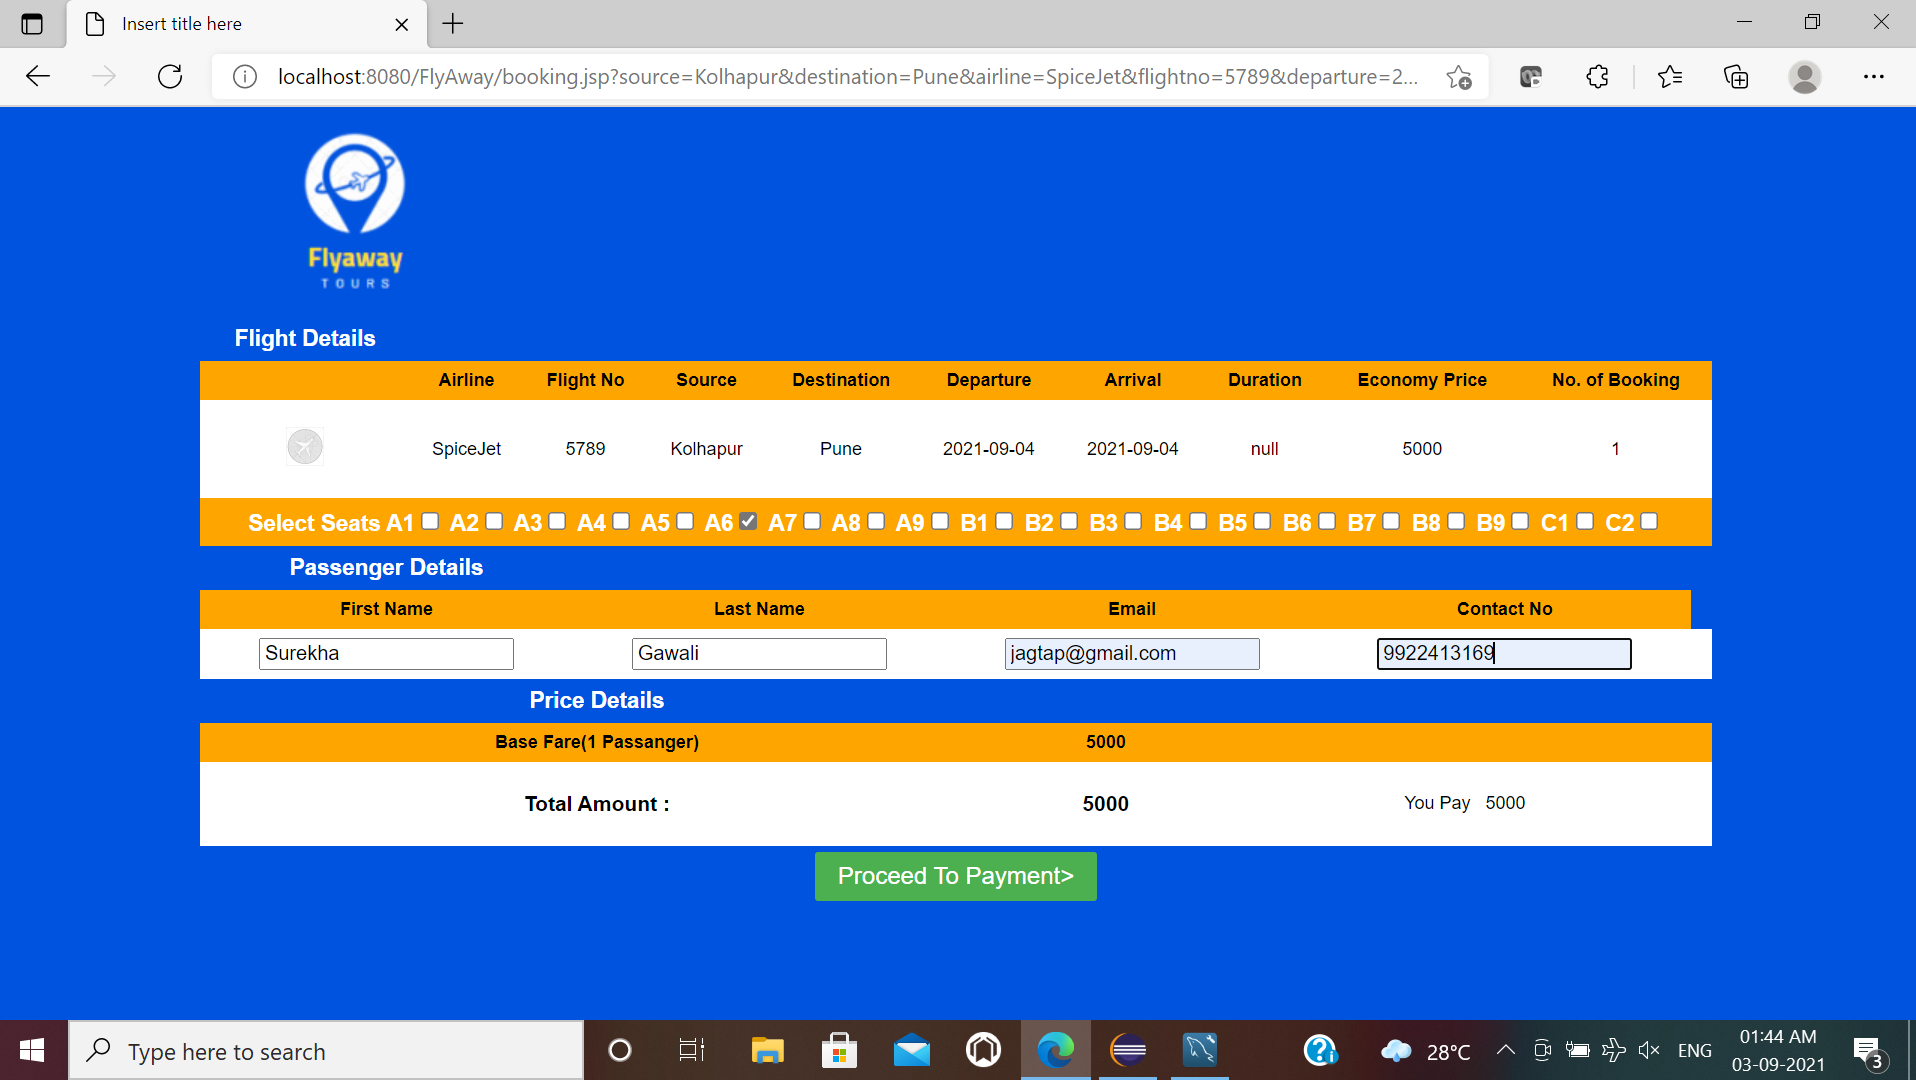 Insert title here
localhost:8080/FlyAway/booking.jsp?source=Kolhapur&destination=Pune&airline=SpiceJet&flightno=5789&departure=2...
Flyaway
TOURS
Flight Details
Airline Flight No Source Destination Departure Arrival Duration Economy Price No. of Booking
SpiceJet 5789 Kolhapur Pune 2021-09-04 2021-09-04 null 5000 1
Select Seats A1 A2 A3 A4 A5 A6 A7 A8 A9 B1 B2 B3 B4 B5 B6 B7 B8 B9 C1 C2
Passenger Details
First Name Last Name Email Contact No
Surekha Gawali jagtap@gmail.com 9922413169
Price Details
Base Fare(1 Passanger) 5000
Total Amount : 5000 You Pay 5000
Proceed To Payment>
Type here to search
28°C
ENG
01:44 AM
03-09-2021
3